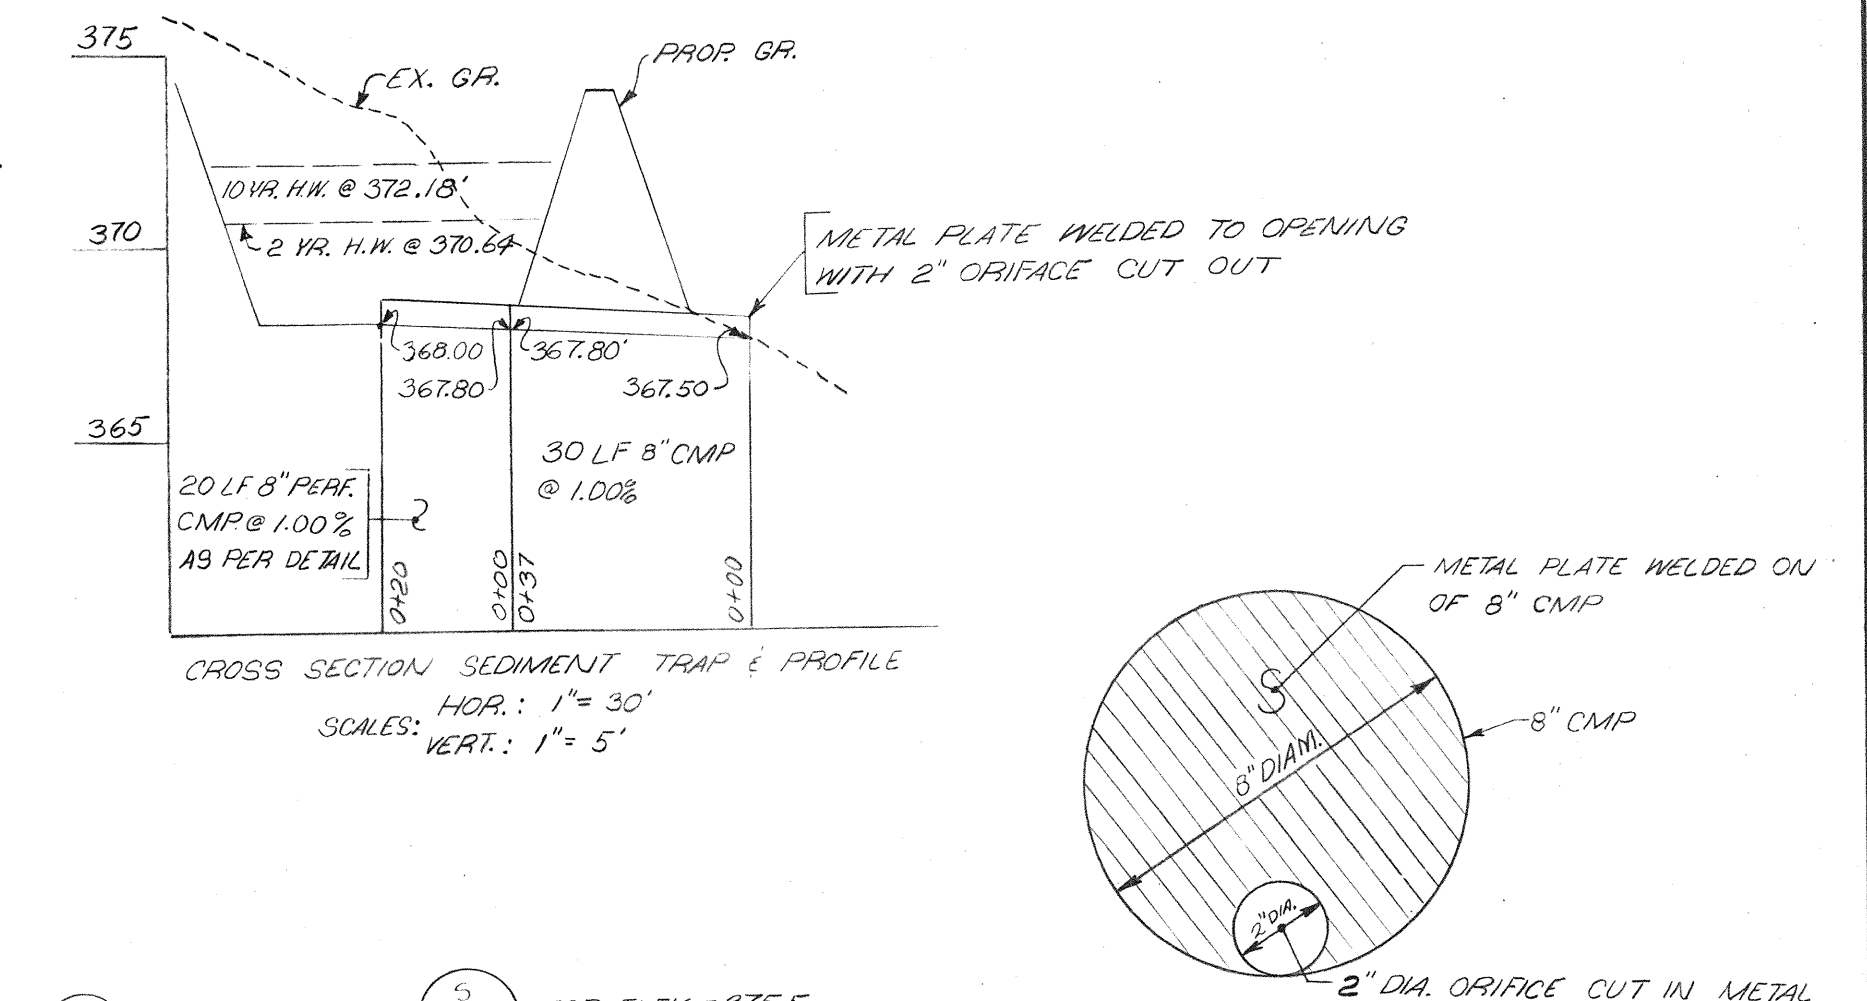 375
EX. GR.
PROP. GR.
10 YR. H.W. @ 372.18'
370
2 YR. H.W. @ 370.64
METAL PLATE WELDED TO OPENING
WITH 2" ORIFACE CUT OUT
368.00
367.80'
367.80
367.50
365
30 LF 8" CMP
@ 1.00%
20 LF 8" PERF.
CMP. @ 1.00%
AS PER DETAIL
0+20
0+00
0+37
0+00
CROSS SECTION SEDIMENT TRAP & PROFILE
SCALES:
HOR.: 1"= 30'
VERT.: 1"= 5'
METAL PLATE WELDED ON
OF 8" CMP
S
8" CMP
8" DIAM.
2" DIA.
2" DIA. ORIFICE CUT IN METAL
S